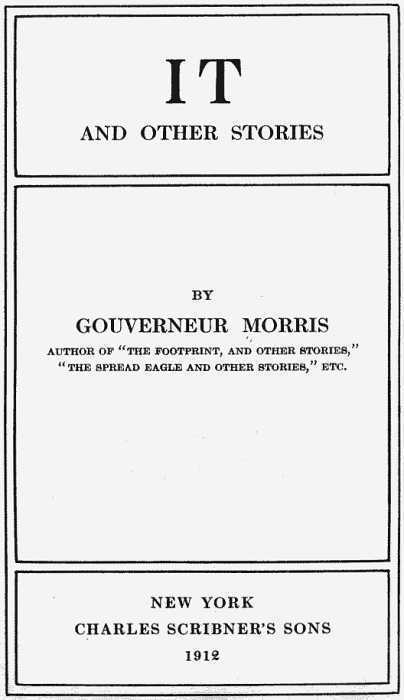 IT
AND OTHER STORIES
BY
GOUVERNEUR MORRIS
AUTHOR OF "THE FOOTPRINT, AND OTHER STORIES,"
"THE SPREAD EAGLE AND OTHER STORIES," ETC.
NEW YORK
CHARLES SCRIBNER'S SONS
1912